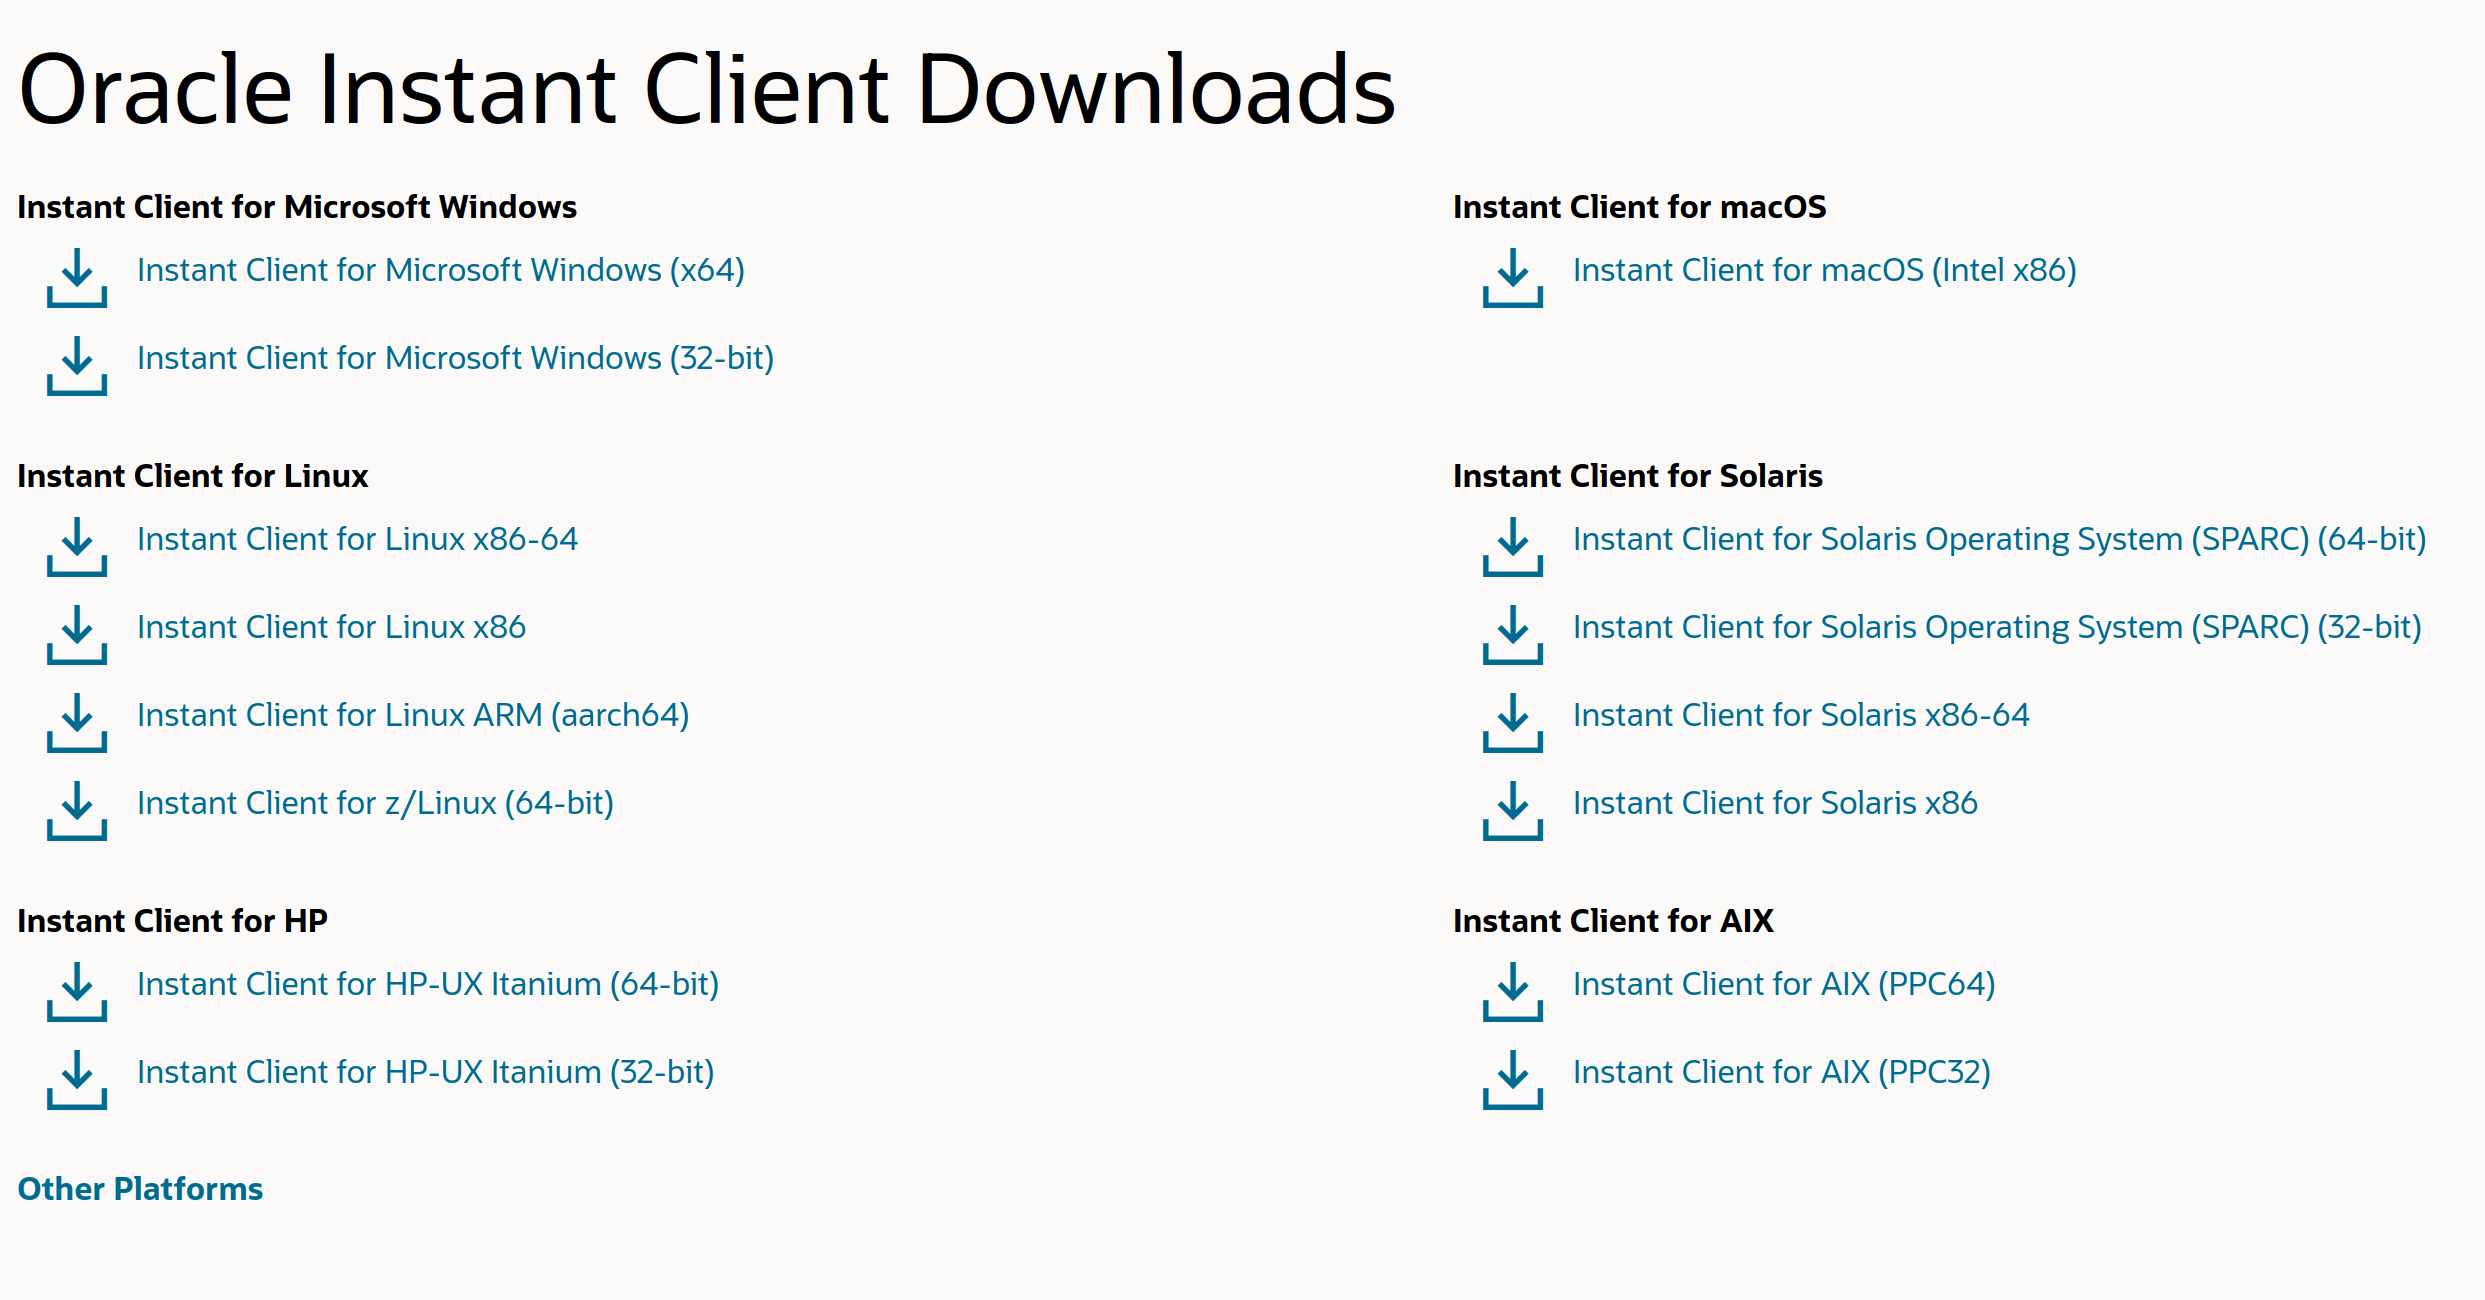 Oracle Instant Client Downloads
Instant Client for Microsoft Windows
Instant Client for Microsoft Windows (x64)
Instant Client for Microsoft Windows (32-bit)
Instant Client for macOS
Instant Client for macOS (Intel x86)
Instant Client for Linux
Instant Client for Linux x86-64
Instant Client for Linux x86
Instant Client for Linux ARM (aarch64)
Instant Client for z/Linux (64-bit)
Instant Client for Solaris
Instant Client for Solaris Operating System (SPARC) (64-bit)
Instant Client for Solaris Operating System (SPARC) (32-bit)
Instant Client for Solaris x86-64
Instant Client for Solaris x86
Instant Client for HP
Instant Client for HP-UX Itanium (64-bit)
Instant Client for HP-UX Itanium (32-bit)
Instant Client for AIX
Instant Client for AIX (PPC64)
Instant Client for AIX (PPC32)
Other Platforms